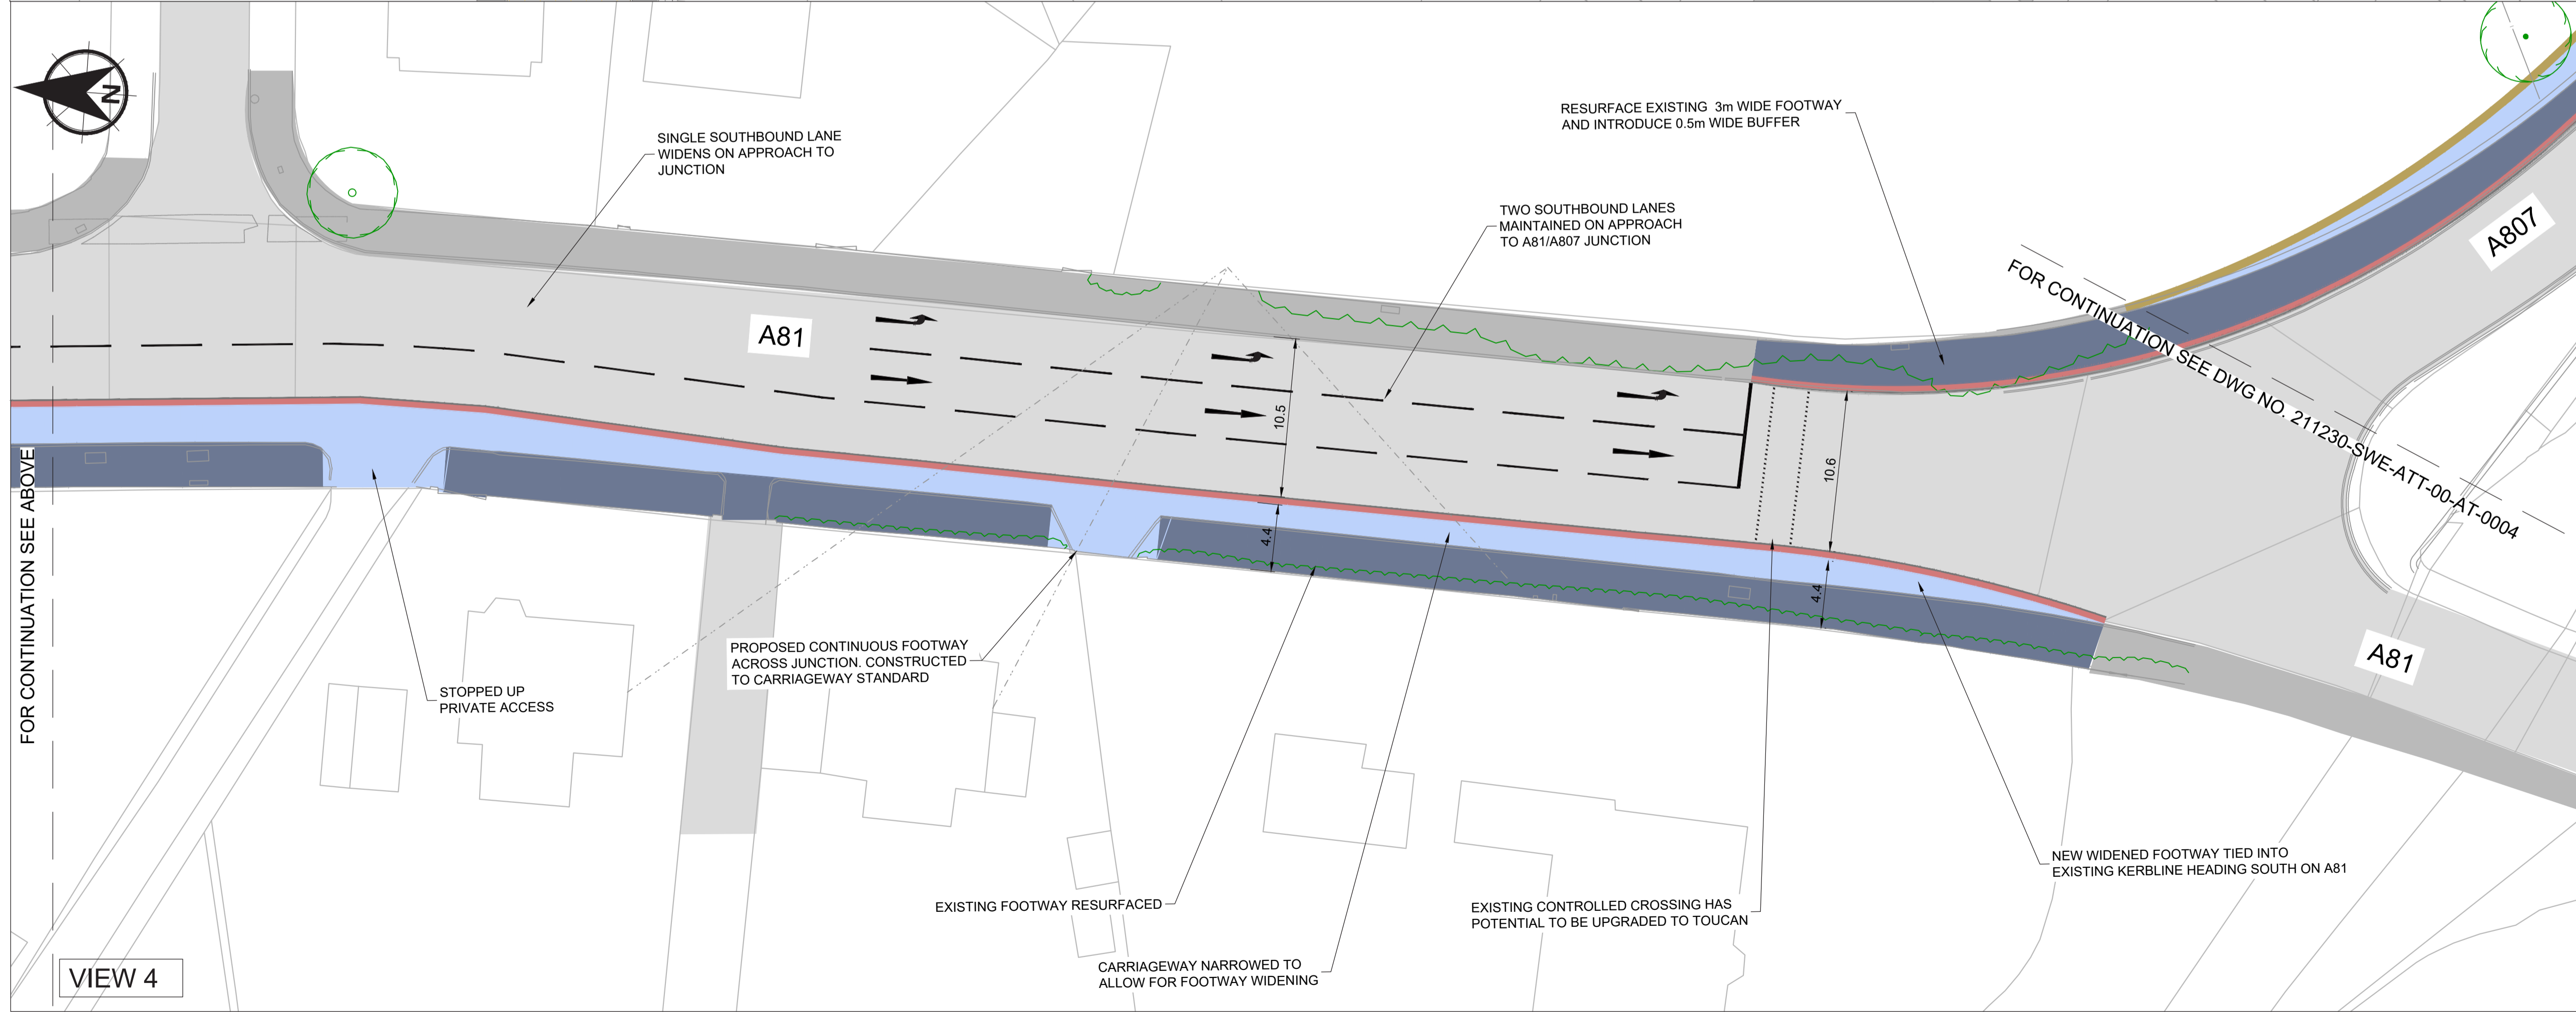 N
SINGLE SOUTHBOUND LANE
WIDENS ON APPROACH TO
JUNCTION
RESURFACE EXISTING 3m WIDE FOOTWAY
AND INTRODUCE 0.5m WIDE BUFFER
TWO SOUTHBOUND LANES
MAINTAINED ON APPROACH
TO A81/A807 JUNCTION
A807
FOR CONTINUATION SEE DWG NO. 211230-SWE-ATT-00-AT-0004
A81
10.5
10.6
4.4
4.4
A81
FOR CONTINUATION SEE ABOVE
STOPPED UP
PRIVATE ACCESS
PROPOSED CONTINUOUS FOOTWAY
ACROSS JUNCTION. CONSTRUCTED
TO CARRIAGEWAY STANDARD
EXISTING FOOTWAY RESURFACED
CARRIAGEWAY NARROWED TO
ALLOW FOR FOOTWAY WIDENING
EXISTING CONTROLLED CROSSING HAS
POTENTIAL TO BE UPGRADED TO TOUCAN
NEW WIDENED FOOTWAY TIED INTO
EXISTING KERBLINE HEADING SOUTH ON A81
VIEW 4